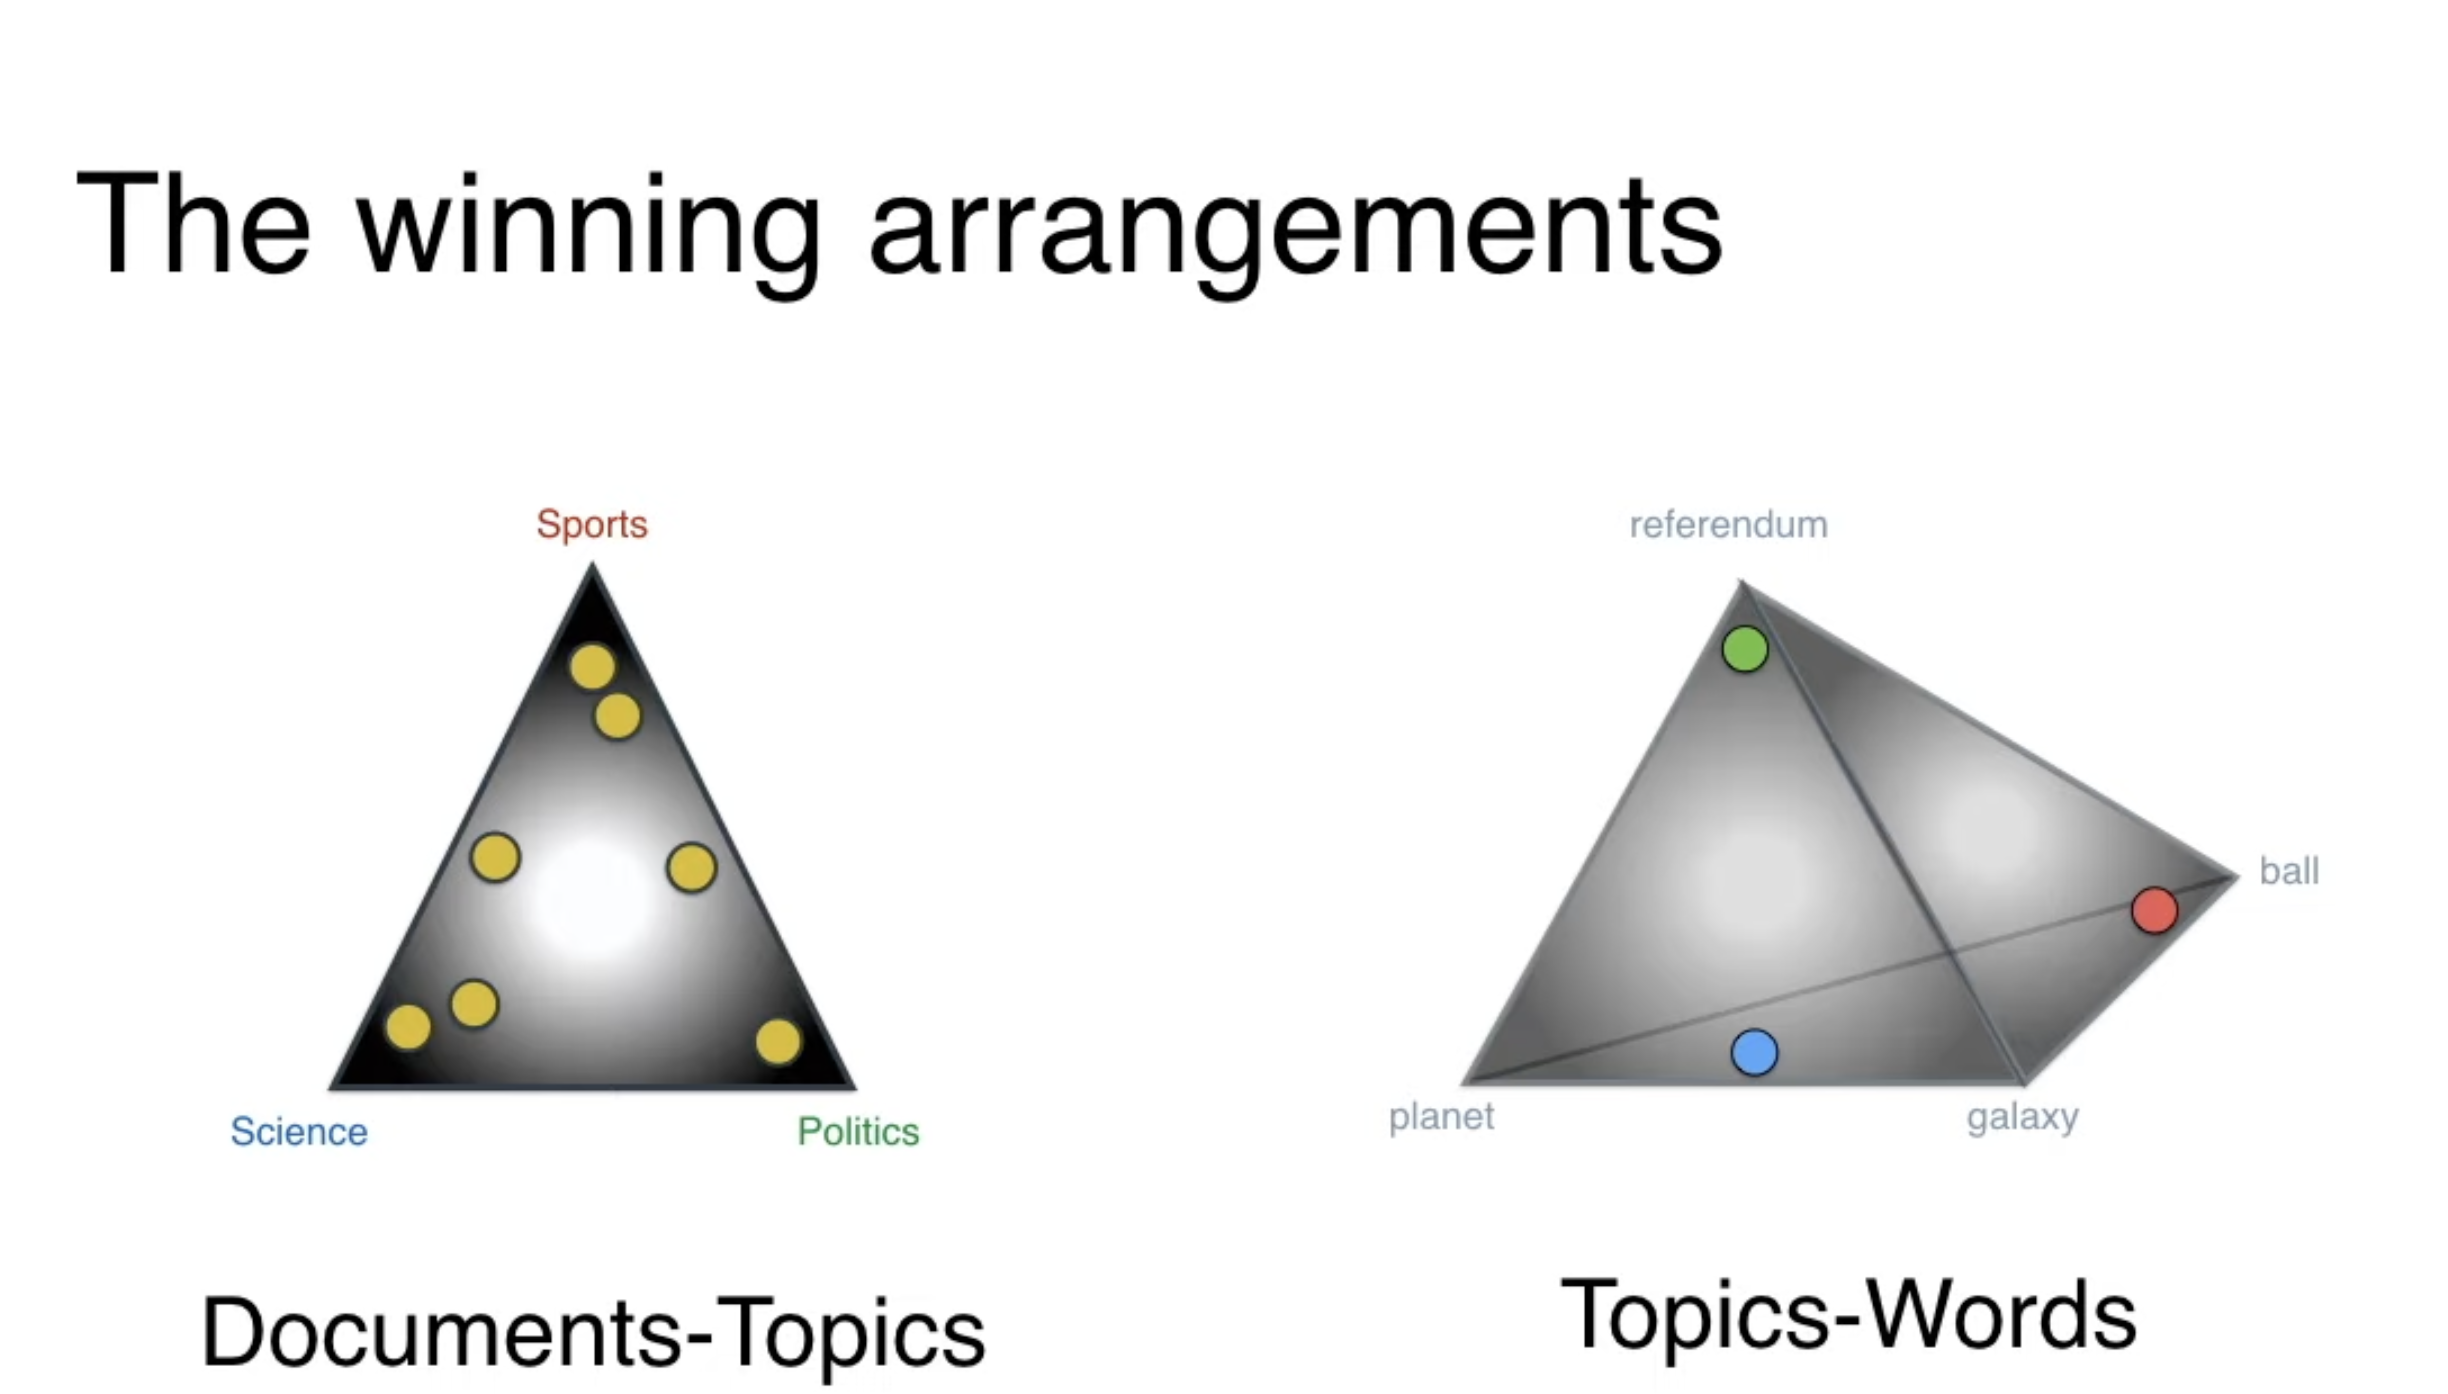 The winning arrangements
Sports
Science
Politics
Documents-Topics
referendum
ball
planet
galaxy
Topics-Words